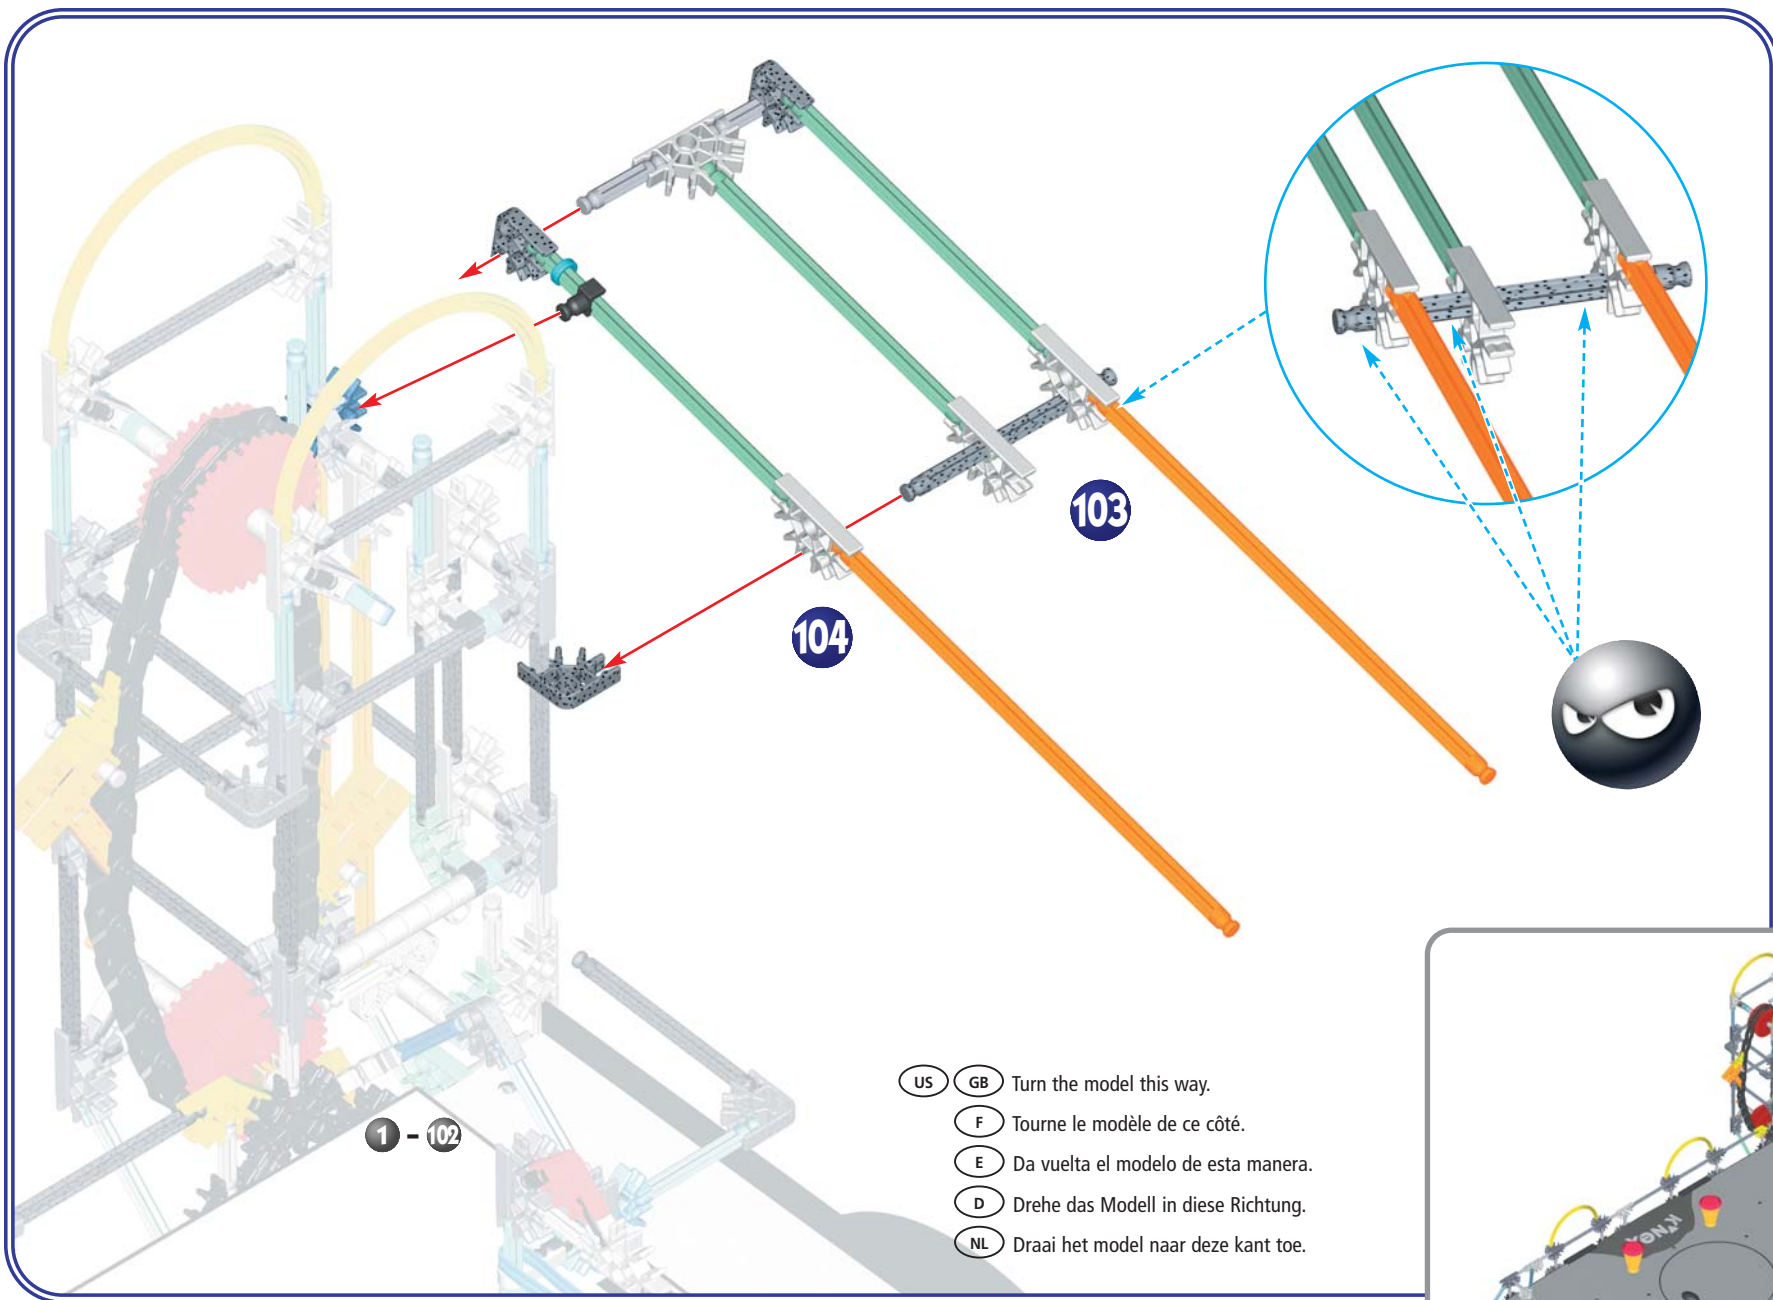 103
104
1 - 102
US GB Turn the model this way.
F Tourne le modèle de ce côté.
E Da vuelta el modelo de esta manera.
D Drehe das Modell in diese Richtung.
NL Draai het model naar deze kant toe.
K'NEX